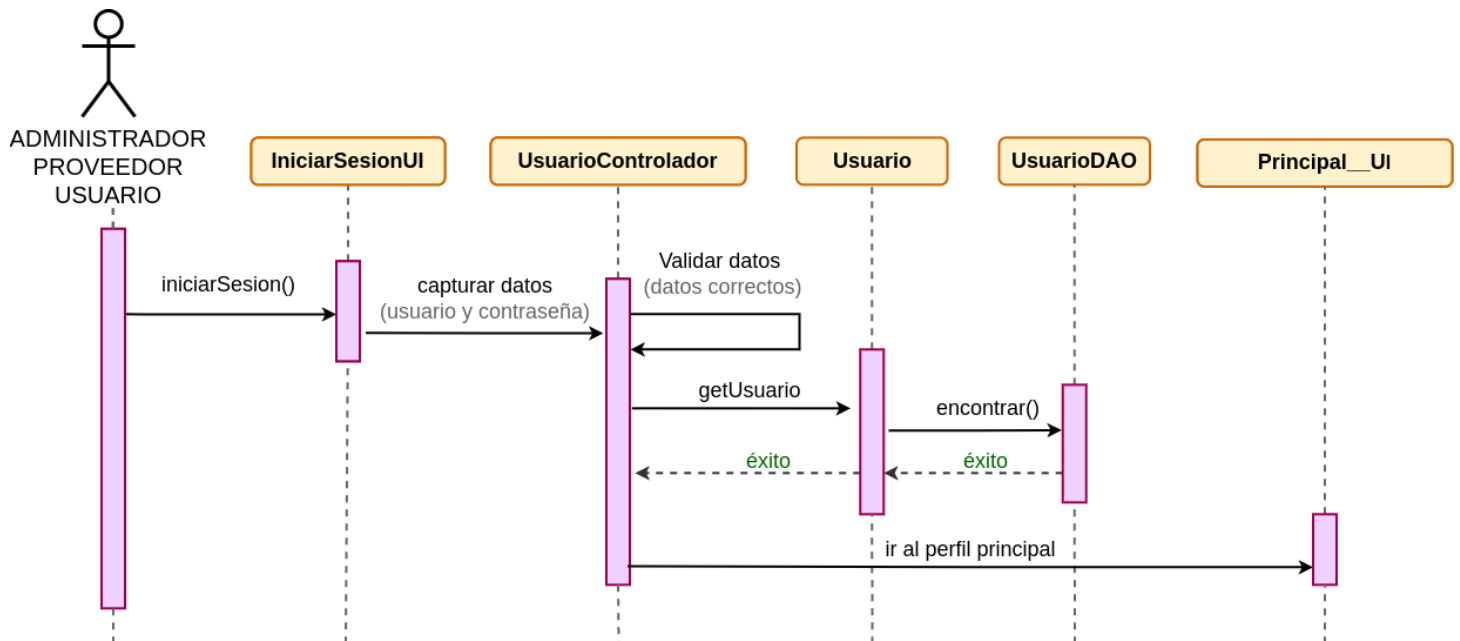 ADMINISTRADOR
PROVEEDOR
USUARIO
IniciarSesionUI
UsuarioControlador
Usuario
UsuarioDAO
Principal__UI
iniciarSesion()
capturar datos
(usuario y contraseña)
Validar datos
(datos correctos)
getUsuario
encontrar()
éxito
éxito
ir al perfil principal